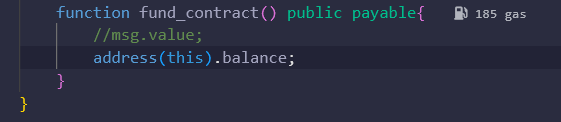 function fund_contract() public payable{ 185 gas
//msg.value;
address(this).balance;
}
}